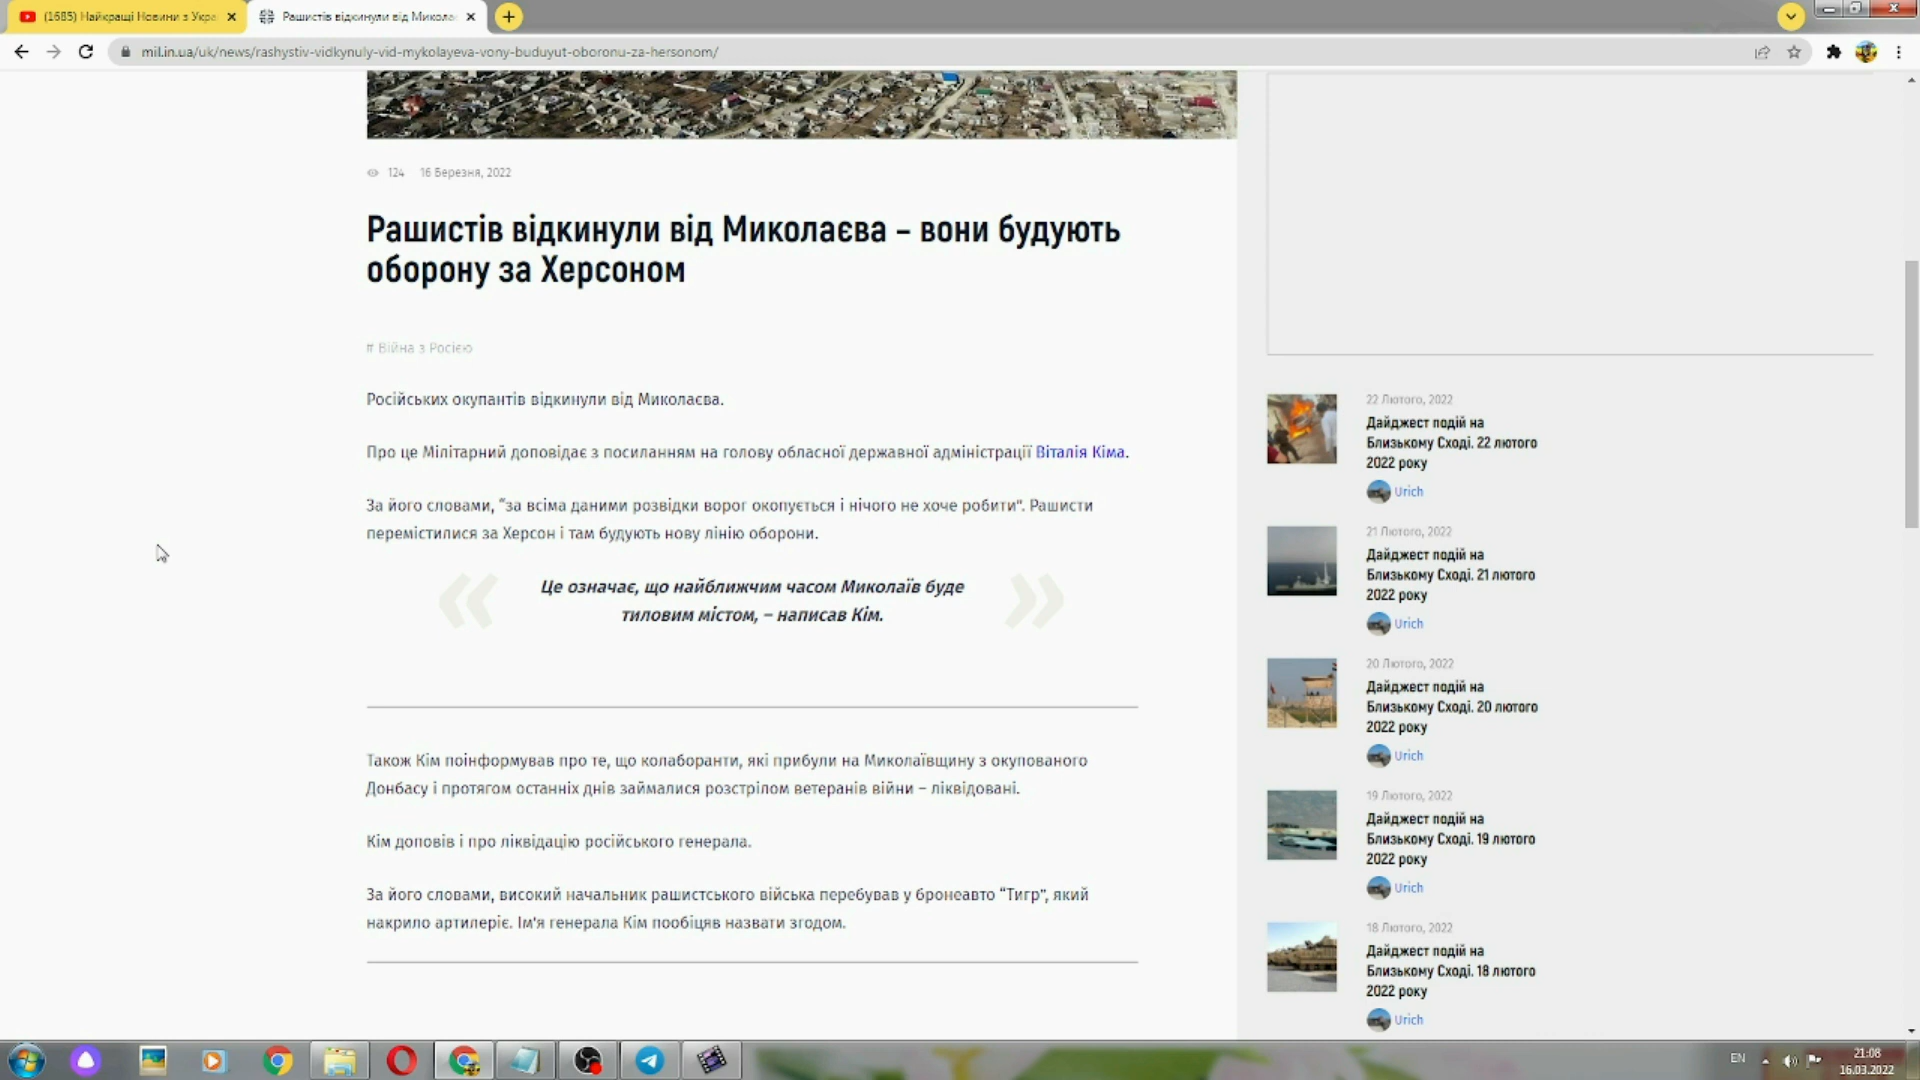 (1685) Найкращі Новини з Укра
Рашистів відкинули від Микола
mil.in.ua/uk/news/rashystiv-vidkynuly-vid-mykolayeva-vony-buduyut-oboronu-za-hersonom/
124 16 Березня, 2022
Рашистів відкинули від Миколаєва – вони будують
оборону за Херсоном
# Війна з Росією
Російських окупантів відкинули від Миколаєва.
Про це Мілітарний доповідає з посиланням на голову обласної державної адміністрації Віталія Кіма.
За його словами, “за всіма даними розвідки ворог окопується і нічого не хоче робити”. Рашисти
перемістилися за Херсон і там будують нову лінію оборони.
« Це означає, що найближчим часом Миколаїв буде »
тиловим містом, – написав Кім.
Також Кім поінформував про те, що колаборанти, які прибули на Миколаївщину з окупованого
Донбасу і протягом останніх днів займалися розстрілом ветеранів війни – ліквідовані.
Кім доповів і про ліквідацію російського генерала.
За його словами, високий начальник рашистського війська перебував у бронеавто “Тигр”, який
накрило артилеріє. Ім’я генерала Кім пообіцяв назвати згодом.
22 Лютого, 2022
Дайджест подій на
Близькому Сході. 22 лютого
2022 року
Urich
21 Лютого, 2022
Дайджест подій на
Близькому Сході. 21 лютого
2022 року
Urich
20 Лютого, 2022
Дайджест подій на
Близькому Сході. 20 лютого
2022 року
Urich
19 Лютого, 2022
Дайджест подій на
Близькому Сході. 19 лютого
2022 року
Urich
18 Лютого, 2022
Дайджест подій на
Близькому Сході. 18 лютого
2022 року
Urich
EN
21:08
16.03.2022